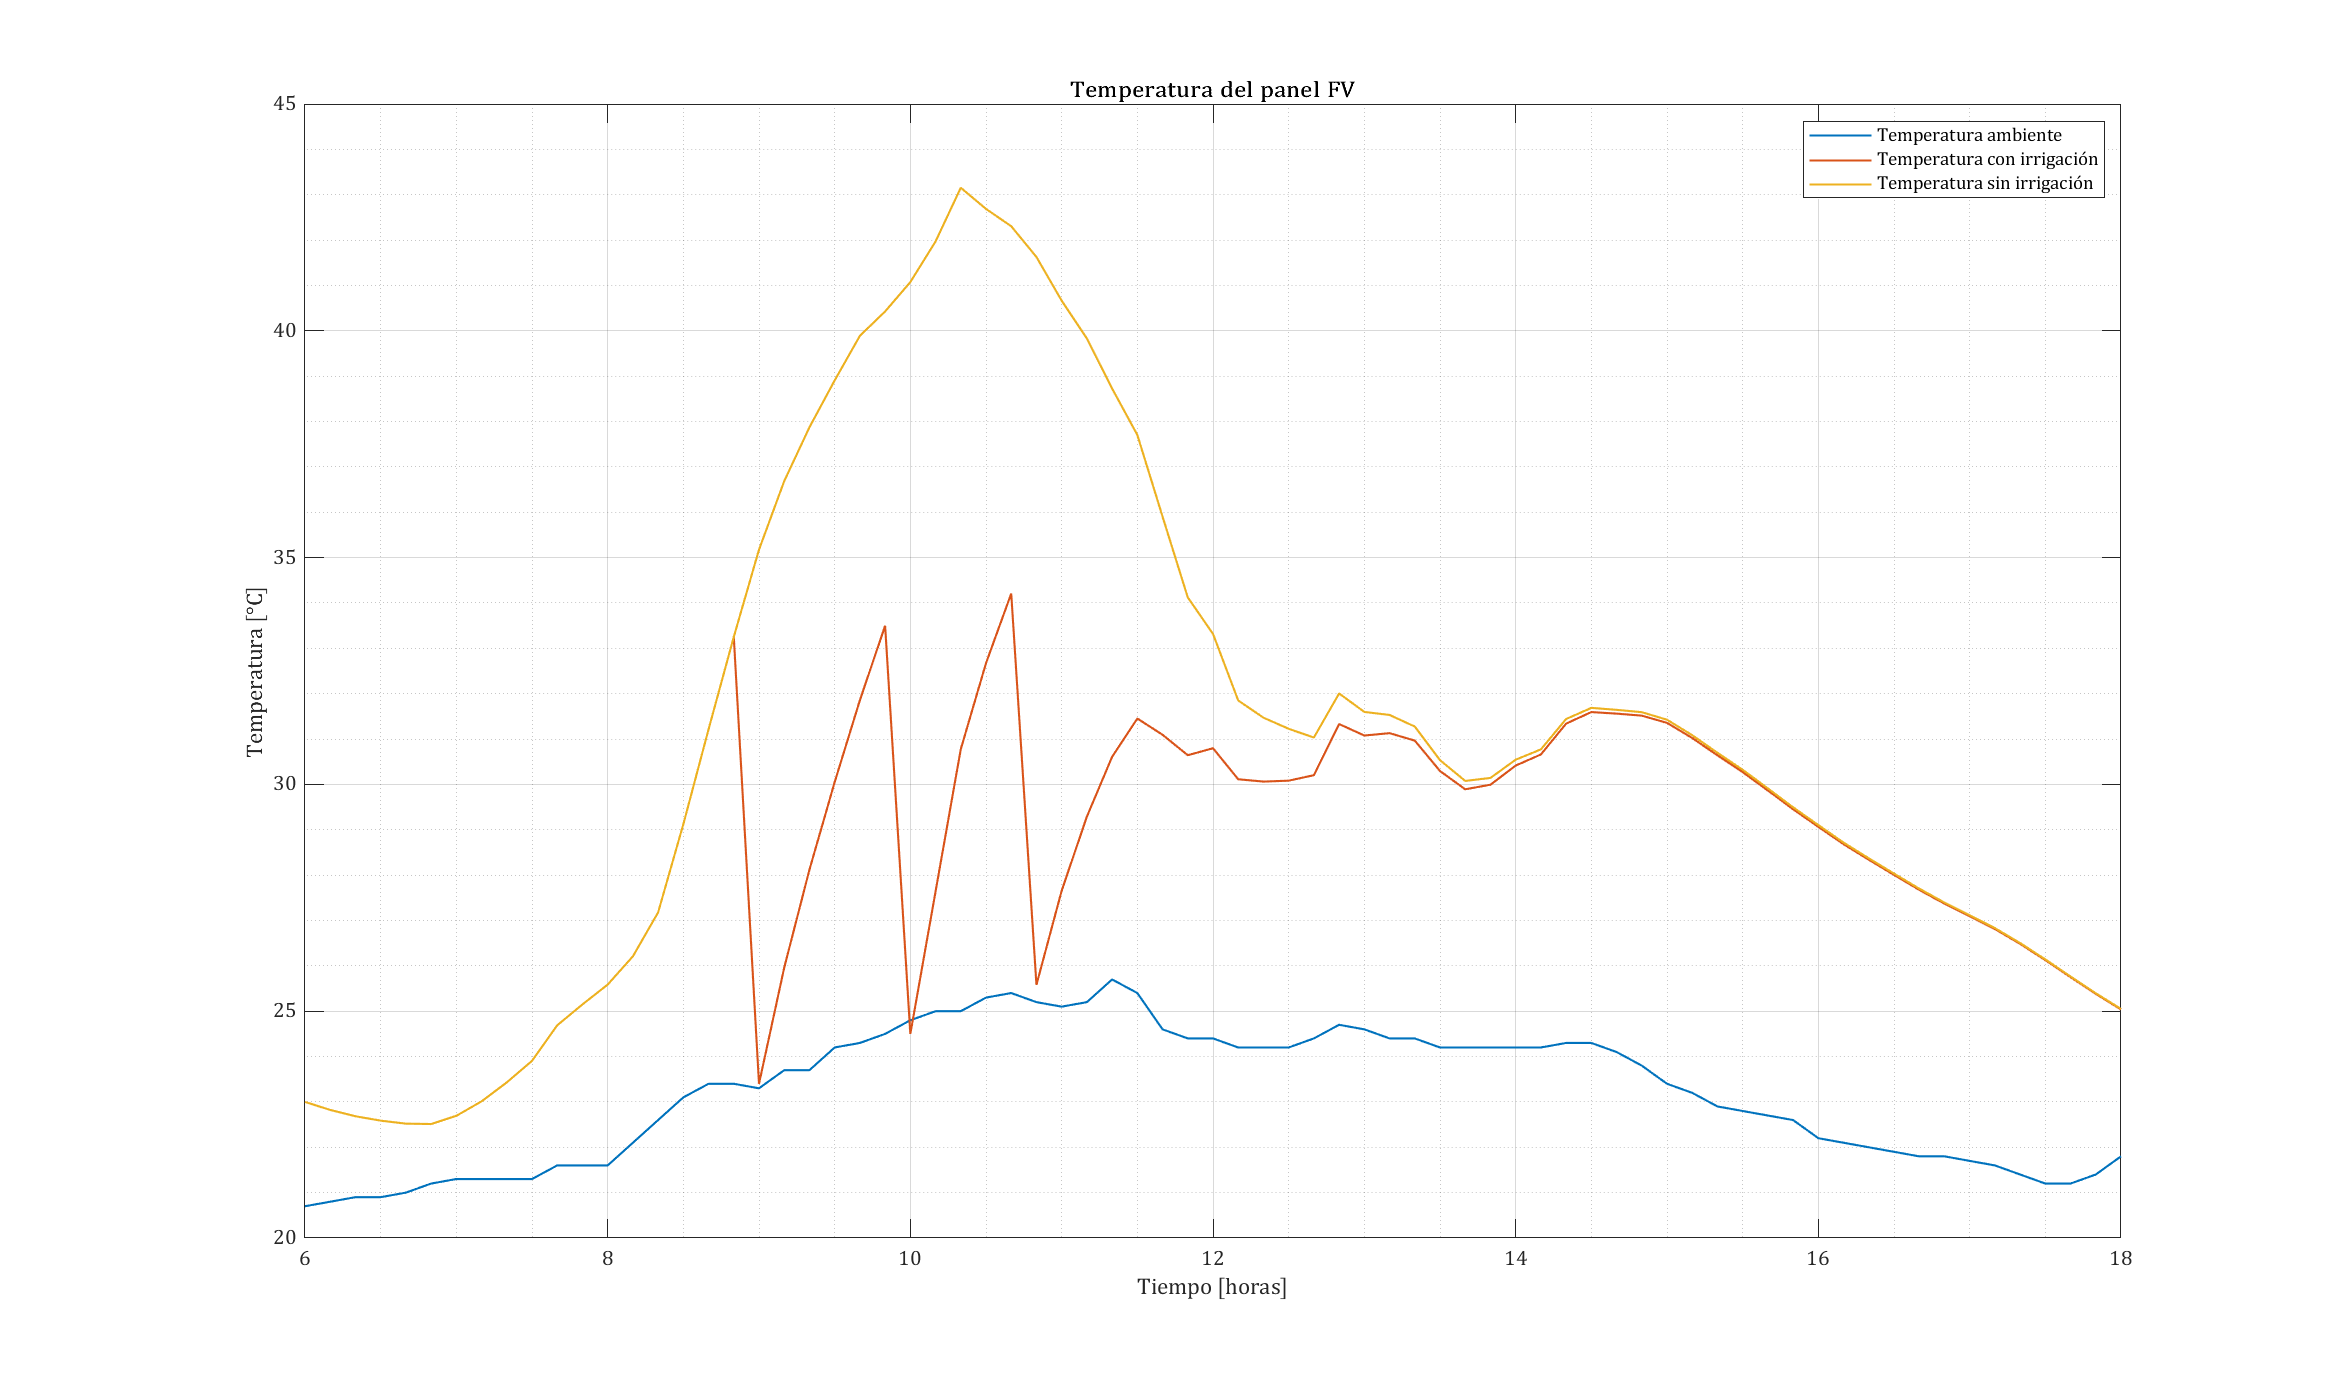 Temperatura del panel FV
45
40
35
30
25
20
Temperatura [°C]
Temperatura ambiente
Temperatura con irrigación
Temperatura sin irrigación
6 8 10 12 14 16 18
Tiempo [horas]